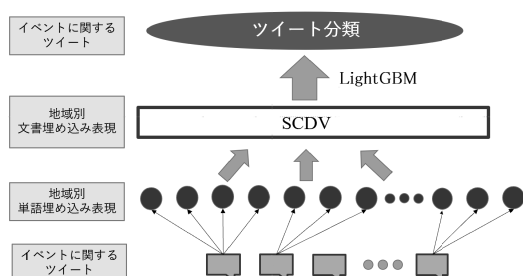 イベントに関する
ツイート
ツイート分類
LightGBM
地域別
文書埋め込み表現
SCDV
地域別
単語埋め込み表現
イベントに関する
ツイート